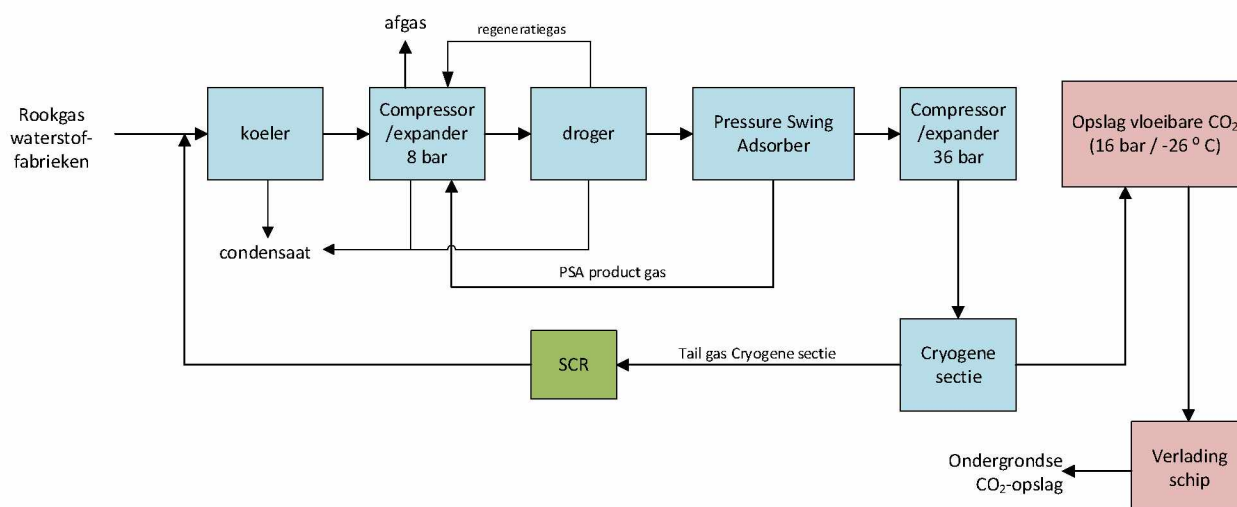 afgas
regeneratiegas
Rookgas
waterstof-
fabrieken
koeler
Compressor
/expander
8 bar
droger
Pressure Swing
Adsorber
Compressor
/expander
36 bar
Opslag vloeibare CO₂
(16 bar / -26 ° C)
condensaat
PSA product gas
SCR
Tail gas Cryogene sectie
Cryogene
sectie
Ondergrondse
CO₂-opslag
Verlading
schip